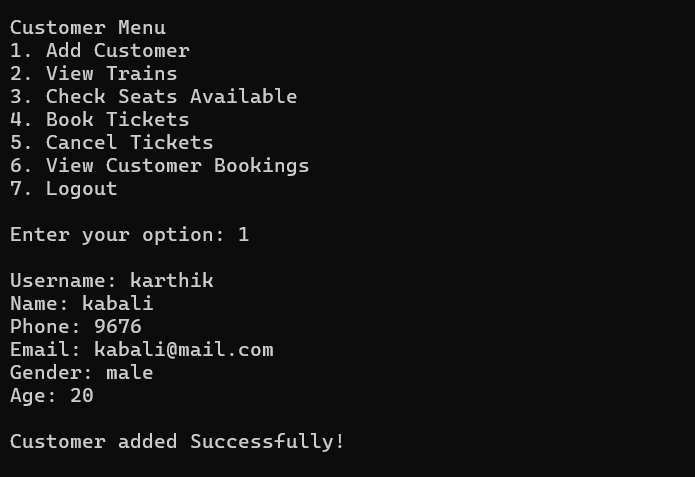 Customer Menu
1. Add Customer
2. View Trains
3. Check Seats Available
4. Book Tickets
5. Cancel Tickets
6. View Customer Bookings
7. Logout
Enter your option: 1
Username: karthik
Name: kabali
Phone: 9676
Email: kabali@mail.com
Gender: male
Age: 20
Customer added Successfully!